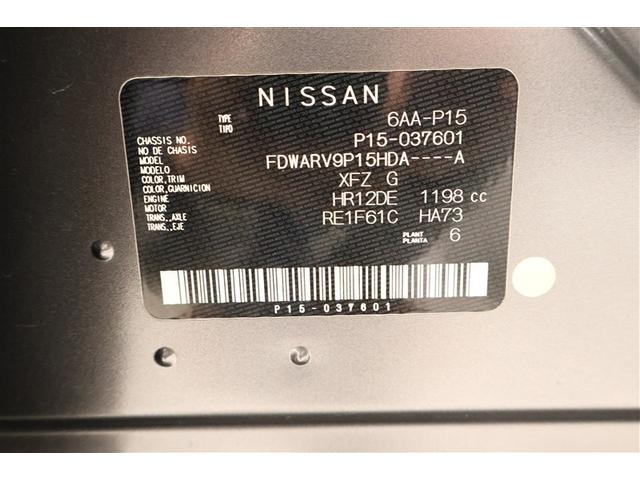 NISSAN
TYPE 6AA-P15
TIPO
CHASSIS NO. P15-037601
NO DE CHASIS
MODEL FDWARV9P15HDA----A
MODELO
COLOR,TRIM XFZ G
COLOR,GUARNICION
ENGINE HR12DE 1198 cc
MOTOR
TRANS.,AXLE RE1F61C HA73
TRANS.,EJE
PLANT 6
PLANTA
P15-037601